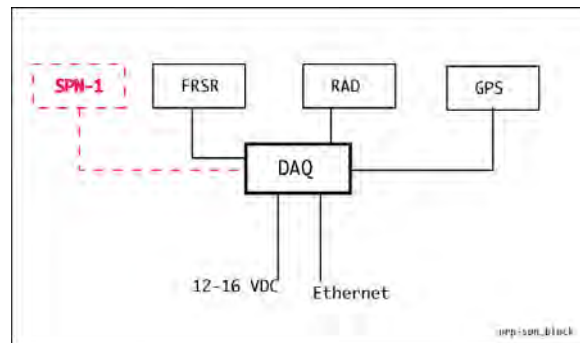 SPN-1
FRSR
RAD
GPS
DAQ
12-16 VDC
Ethernet